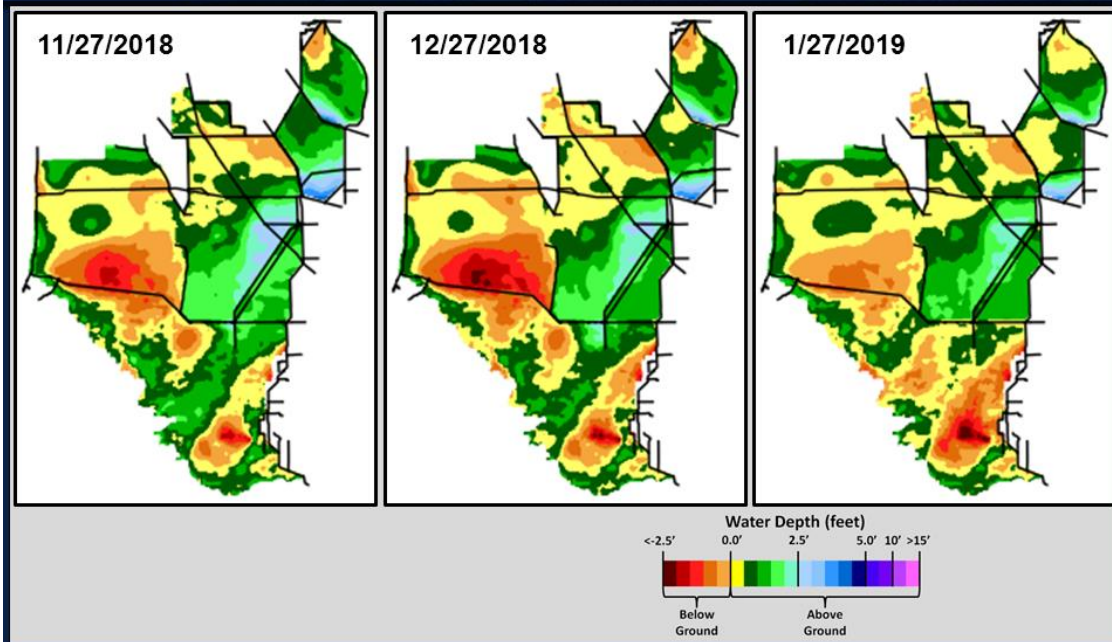 11/27/2018
12/27/2018
1/27/2019
Water Depth (feet)
<-2.5' 0.0' 2.5' 5.0' 10' >15'
Below Ground
Above Ground